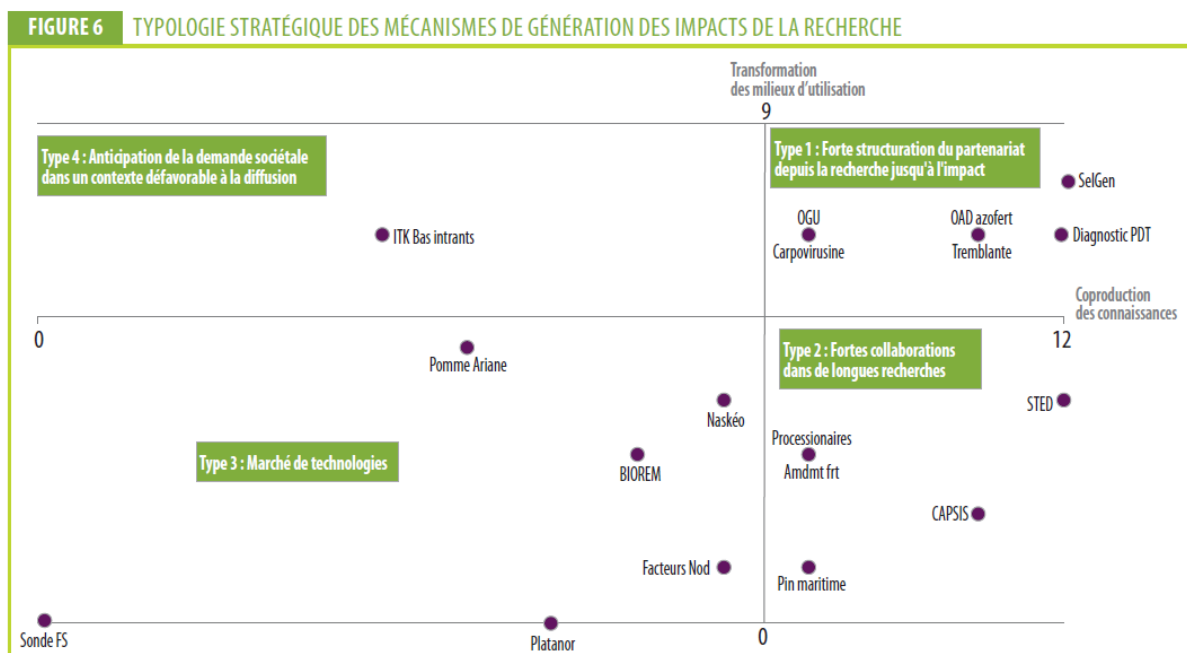 FIGURE 6 TYPOLOGIE STRATÉGIQUE DES MÉCANISMES DE GÉNÉRATION DES IMPACTS DE LA RECHERCHE
Transformation
des milieux d'utilisation
9
Type 4 : Anticipation de la demande sociétale
dans un contexte défavorable à la diffusion
Type 1 : Forte structuration du partenariat
depuis la recherche jusqu'à l'impact
SelGen
ITK Bas intrants
OGU
Carpovirusine
OAD azofert
Tremblante
Diagnostic PDT
Coproduction
des connaissances
0
12
Pomme Ariane
Type 2 : Fortes collaborations
dans de longues recherches
Naskéo
STED
Type 3 : Marché de technologies
BIOREM
Processionaires
Amdmt frt
CAPSIS
Facteurs Nod
Pin maritime
Sonde FS
Platanor
0